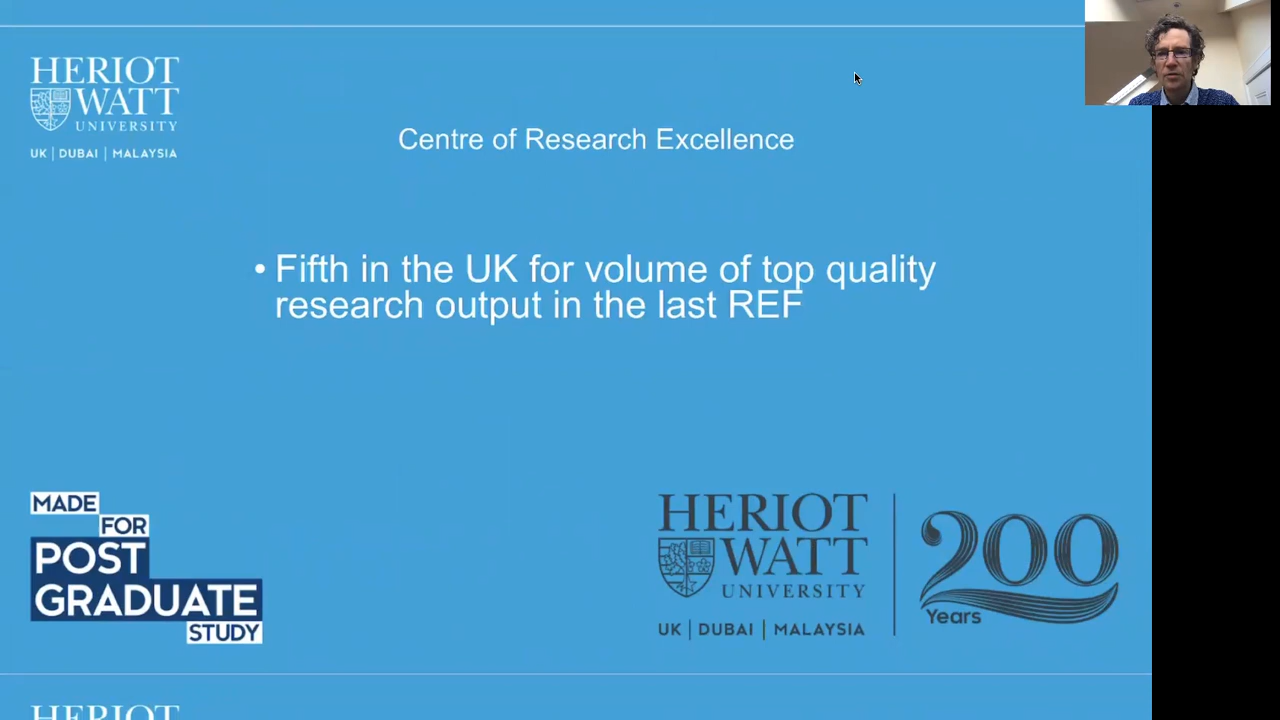 HERIOT
WATT
UNIVERSITY
UK | DUBAI | MALAYSIA
Centre of Research Excellence
• Fifth in the UK for volume of top quality
research output in the last REF
MADE
FOR
POST
GRADUATE
STUDY
HERIOT
WATT
UNIVERSITY
UK | DUBAI | MALAYSIA
200
Years
HERIOT